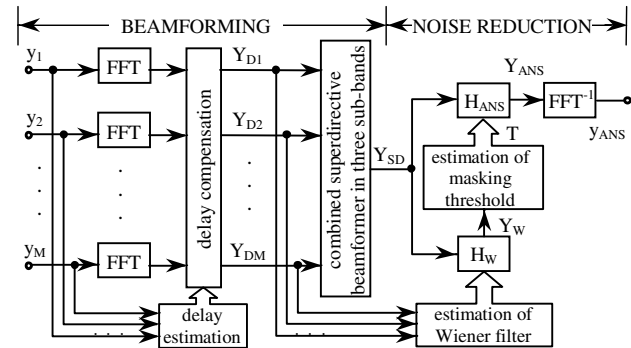 BEAMFORMING
NOISE REDUCTION
y1
FFT
YD1
y2
FFT
YD2
yM
FFT
YDM
delay compensation
delay
estimation
combined superdirective
beamformer in three sub-bands
YSD
HANS
YANS
FFT-1
yANS
T
estimation of
masking
threshold
YW
HW
estimation of
Wiener filter